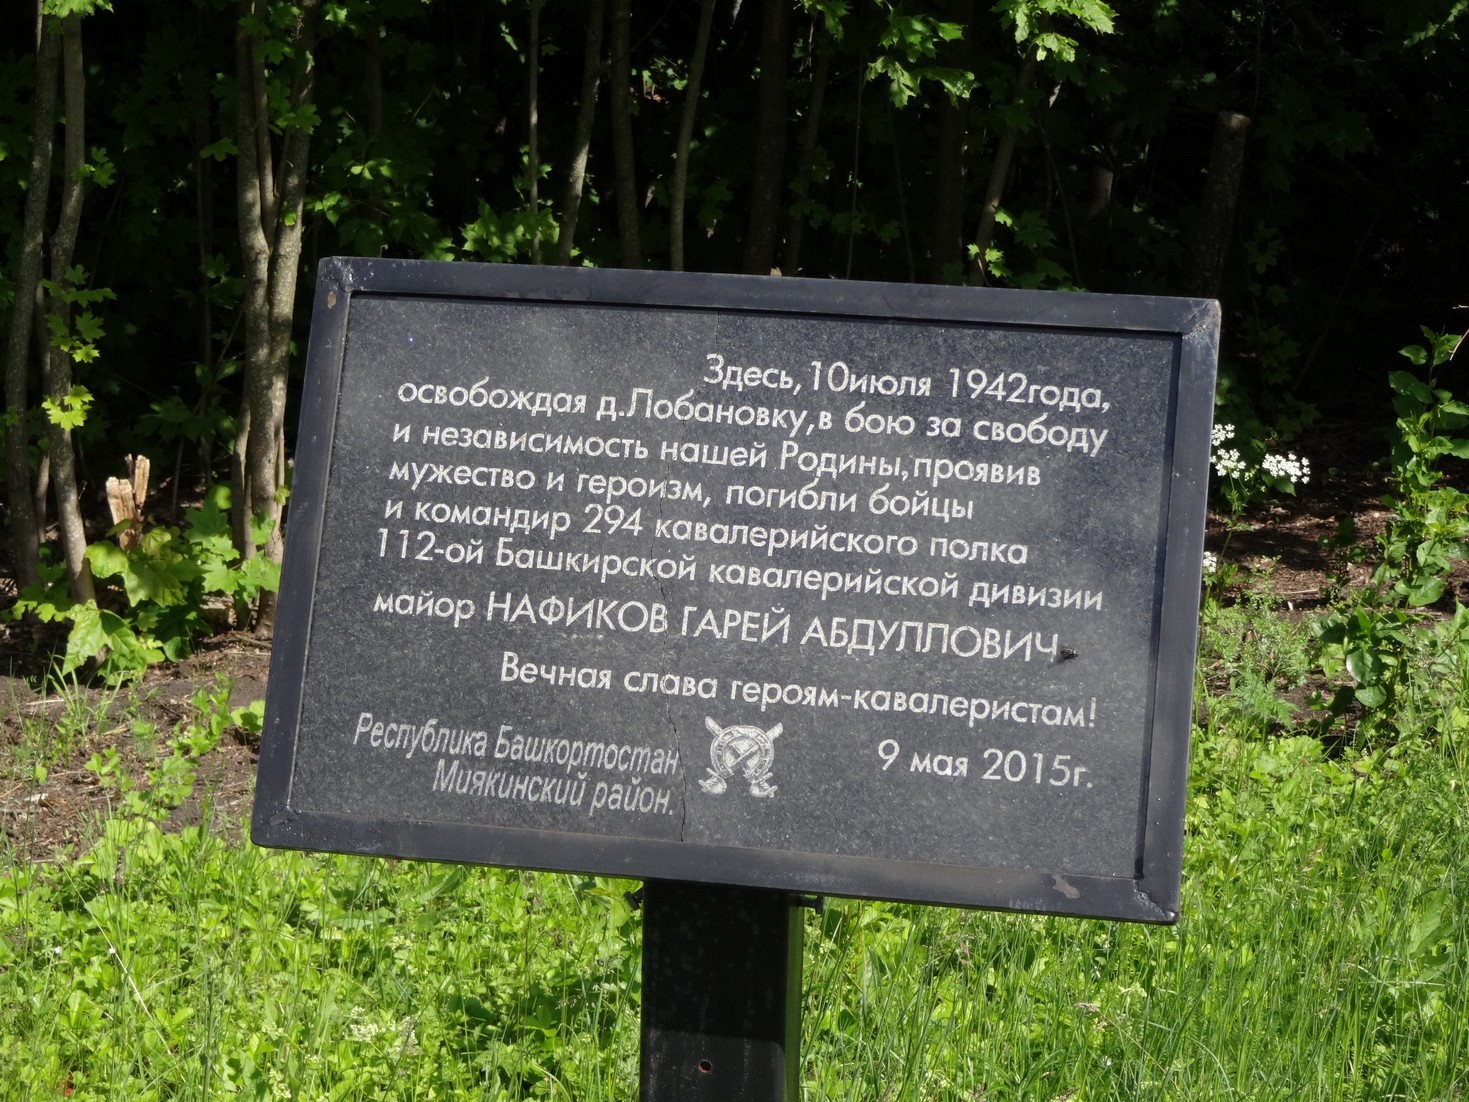 Здесь, 10июля 1942года,
освобождая д.Лобановку, в бою за свободу
и независимость нашей Родины, проявив
мужество и героизм, погибли бойцы
и командир 294 кавалерийского полка
112-ой Башкирской кавалерийской дивизии
майор НАФИКОВ ГАРЕЙ АБДУЛЛОВИЧ
Вечная слава героям-кавалеристам!
Республика Башкортостан
Миякинский район.
9 мая 2015г.